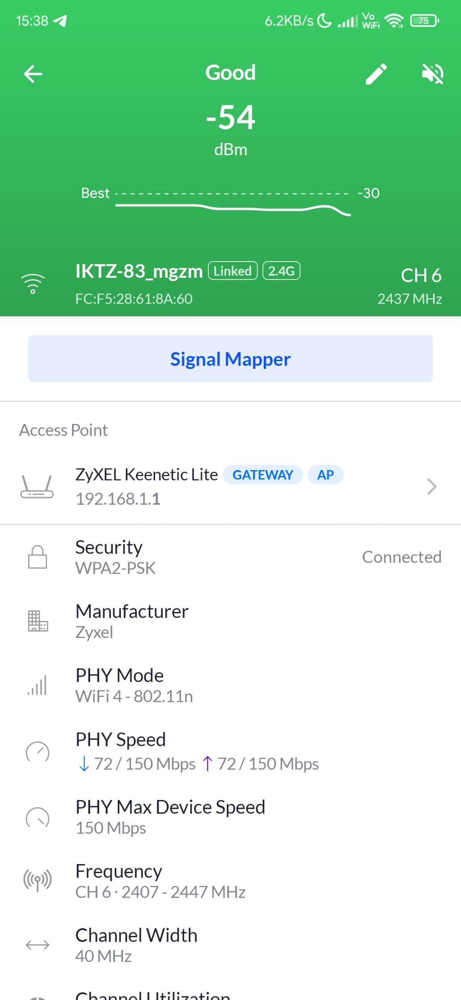 15:38 6.2KB/s Vo WiFi 75
Good
-54
dBm
Best -30
IKTZ-83_mgzm Linked 2.4G CH 6
FC:F5:28:61:8A:60 2437 MHz
Signal Mapper
Access Point
ZyXEL Keenetic Lite GATEWAY AP
192.168.1.1
Security
WPA2-PSK
Connected
Manufacturer
Zyxel
PHY Mode
WiFi 4 - 802.11n
PHY Speed
↓ 72 / 150 Mbps ↑ 72 / 150 Mbps
PHY Max Device Speed
150 Mbps
Frequency
CH 6 · 2407 - 2447 MHz
Channel Width
40 MHz
Channel Utilization